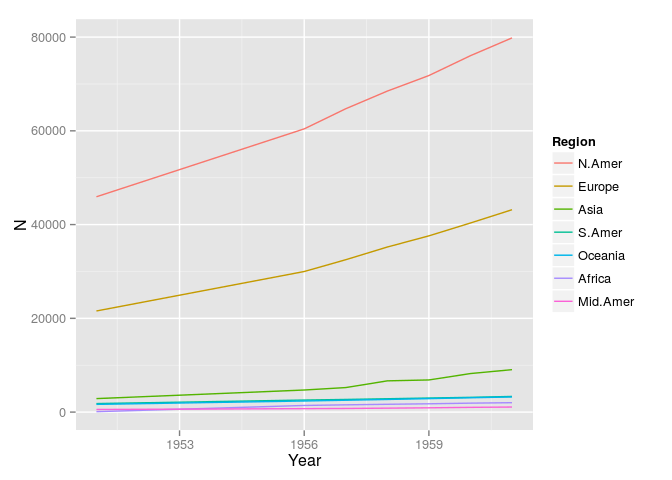 80000
60000
40000
20000
0
N
1953
1956
1959
Year
Region
N.Amer
Europe
Asia
S.Amer
Oceania
Africa
Mid.Amer